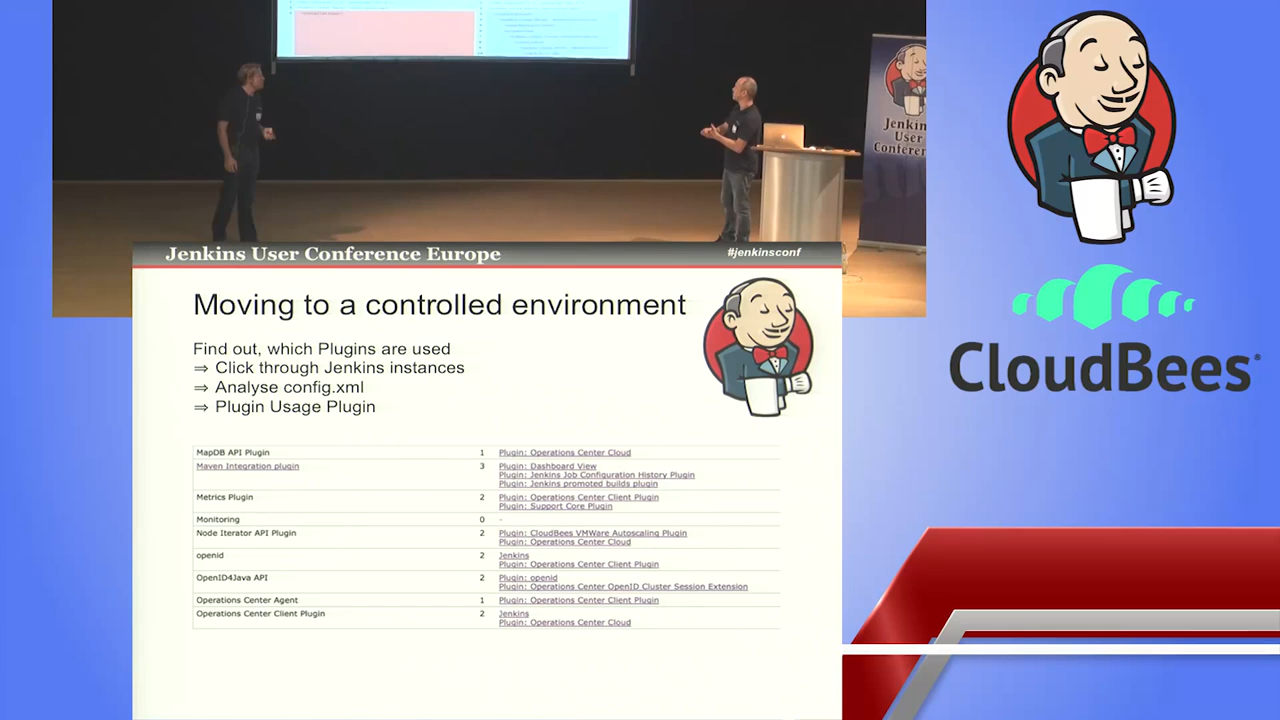 Jenkins
User
Jenkins User Conference Europe
#jenkinsconf
Moving to a controlled environment
Find out, which Plugins are used
⇒ Click through Jenkins instances
⇒ Analyse config.xml
⇒ Plugin Usage Plugin
MapDB API Plugin 1 Plugin: Operations Center Cloud
Maven Integration plugin 3 Plugin: Dashboard View
Plugin: Jenkins Job Configuration History Plugin
Plugin: Jenkins promoted builds plugin
Metrics Plugin 2 Plugin: Operations Center Client Plugin
Plugin: Support Core Plugin
Monitoring 0 -
Node Iterator API Plugin 2 Plugin: CloudBees VMWare Autoscaling Plugin
Plugin: Operations Center Cloud
openid 2 Jenkins
Plugin: Operations Center Client Plugin
OpenID4Java API 2 Plugin: openid
Plugin: Operations Center OpenID Cluster Session Extension
Operations Center Agent 1 Plugin: Operations Center Client Plugin
Operations Center Client Plugin 2 Jenkins
Plugin: Operations Center Cloud
CloudBees